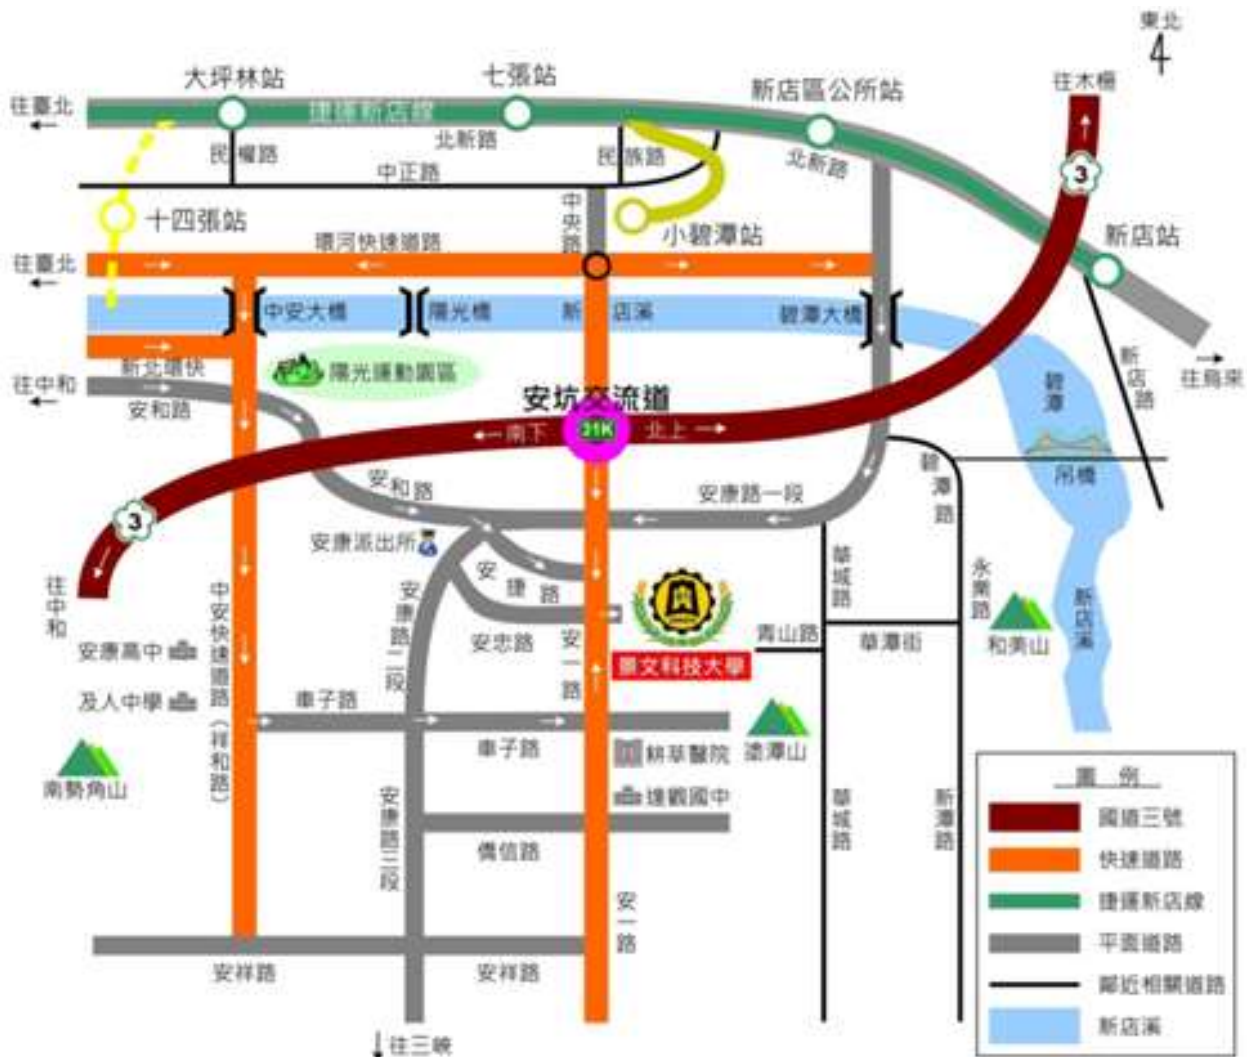 東北
4
往木柵
大坪林站
七張站
新店區公所站
往臺北
捷運新店線
北新路
北新路
民權路
民族路
中正路
3
十四張站
中央路
小碧潭站
新店站
環河快速道路
往臺北
中安大橋
陽光橋
新店溪
碧潭大橋
新北環快
陽光運動園區
往中和
安和路
安坑交流道
31K
南下
北上
碧潭
新店路
往烏來
吊橋
碧潭路
安和路
安康路一段
3
安康派出所
往中和
中安快速道路(祥和路)
安康路二段
安捷路
安忠路
安一路
景文科技大學
華城路
永業路
青山路
華潭街
和美山
新店溪
安康高中
及人中學
車子路
車子路
耕莘醫院
塗潭山
達觀國中
南勢角山
安康路三段
僑信路
華城路
新潭路
安一路
安祥路
安祥路
往三峽
圖例
國道三號
快速道路
捷運新店線
平面道路
鄰近相關道路
新店溪